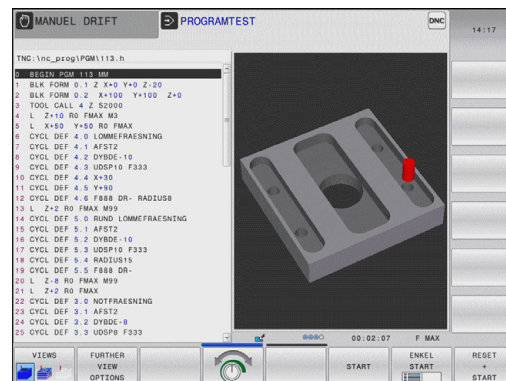 MANUEL DRIFT
PROGRAMTEST
DNC
14:17
TNC:\nc_prog\PGM\113.h
0 BEGIN PGM 113 MM
1 BLK FORM 0.1 Z X+0 Y+0 Z-20
2 BLK FORM 0.2 X+100 Y+100 Z+0
3 TOOL CALL 4 Z S2000
4 L Z+10 R0 FMAX M3
5 L X+50 Y+50 R0 FMAX
6 CYCL DEF 4.0 LOMMEFRAESNING
7 CYCL DEF 4.1 AFST2
8 CYCL DEF 4.2 DYBDE-10
9 CYCL DEF 4.3 UDSP10 F333
10 CYCL DEF 4.4 X+30
11 CYCL DEF 4.5 Y+90
12 CYCL DEF 4.6 F888 DR- RADIUS8
13 L Z+2 R0 FMAX M99
14 CYCL DEF 5.0 RUND LOMMEFRAESNING
15 CYCL DEF 5.1 AFST2
16 CYCL DEF 5.2 DYBDE-10
17 CYCL DEF 5.3 UDSP10 F333
18 CYCL DEF 5.4 RADIUS15
19 CYCL DEF 5.5 F888 DR-
20 L Z-8 R0 FMAX M99
21 L Z+2 R0 FMAX
22 CYCL DEF 3.0 NOTFRAESNING
23 CYCL DEF 3.1 AFST2
24 CYCL DEF 3.2 DYBDE-8
25 CYCL DEF 3.3 UDSP8 F333
00:02:07 F MAX
VIEWS
FURTHER
VIEW
OPTIONS
START
ENKEL
START
RESET
+
START